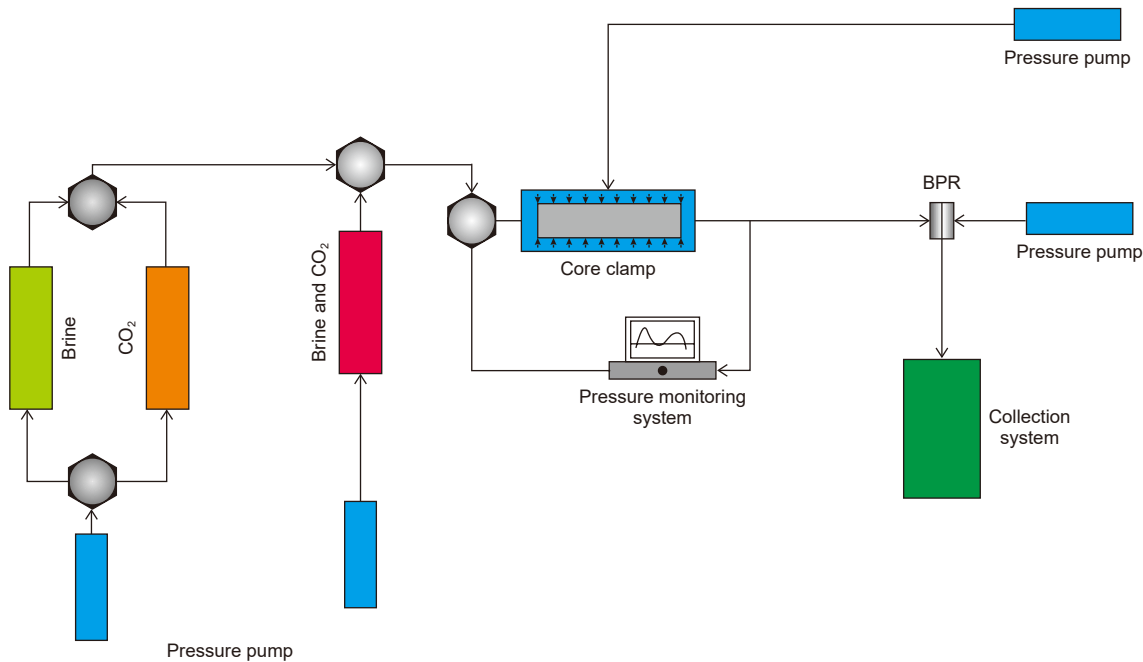 Pressure pump
BPR
Pressure pump
Core clamp
Brine
CO₂
Brine and CO₂
Pressure monitoring
system
Collection
system
Pressure pump